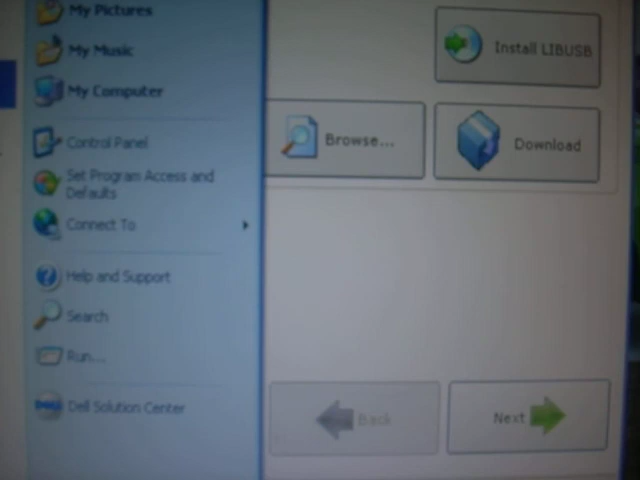 My Pictures
My Music
My Computer
Control Panel
Set Program Access and
Defaults
Connect To
Help and Support
Search
Run...
Dell Solution Center
Install LIBUSB
Browse...
Download
Back
Next